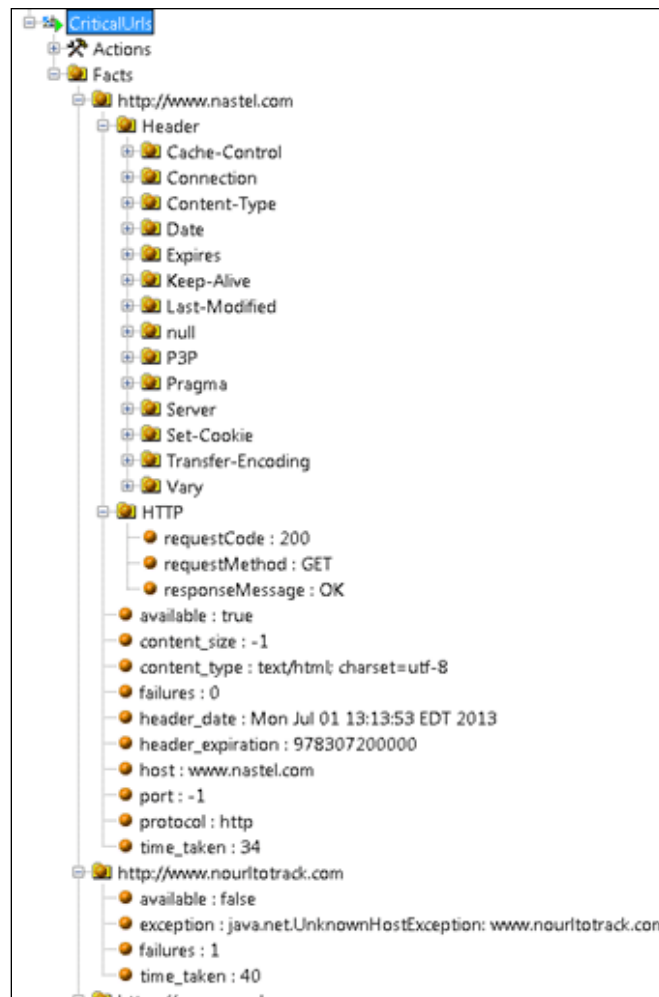 CriticalUrls
Actions
Facts
http://www.nastel.com
Header
Cache-Control
Connection
Content-Type
Date
Expires
Keep-Alive
Last-Modified
null
P3P
Pragma
Server
Set-Cookie
Transfer-Encoding
Vary
HTTP
requestCode : 200
requestMethod : GET
responseMessage : OK
available : true
content_size : -1
content_type : text/html; charset=utf-8
failures : 0
header_date : Mon Jul 01 13:13:53 EDT 2013
header_expiration : 978307200000
host : www.nastel.com
port : -1
protocol : http
time_taken : 34
http://www.nourltotrack.com
available : false
exception : java.net.UnknownHostException: www.nourltotrack.com
failures : 1
time_taken : 40